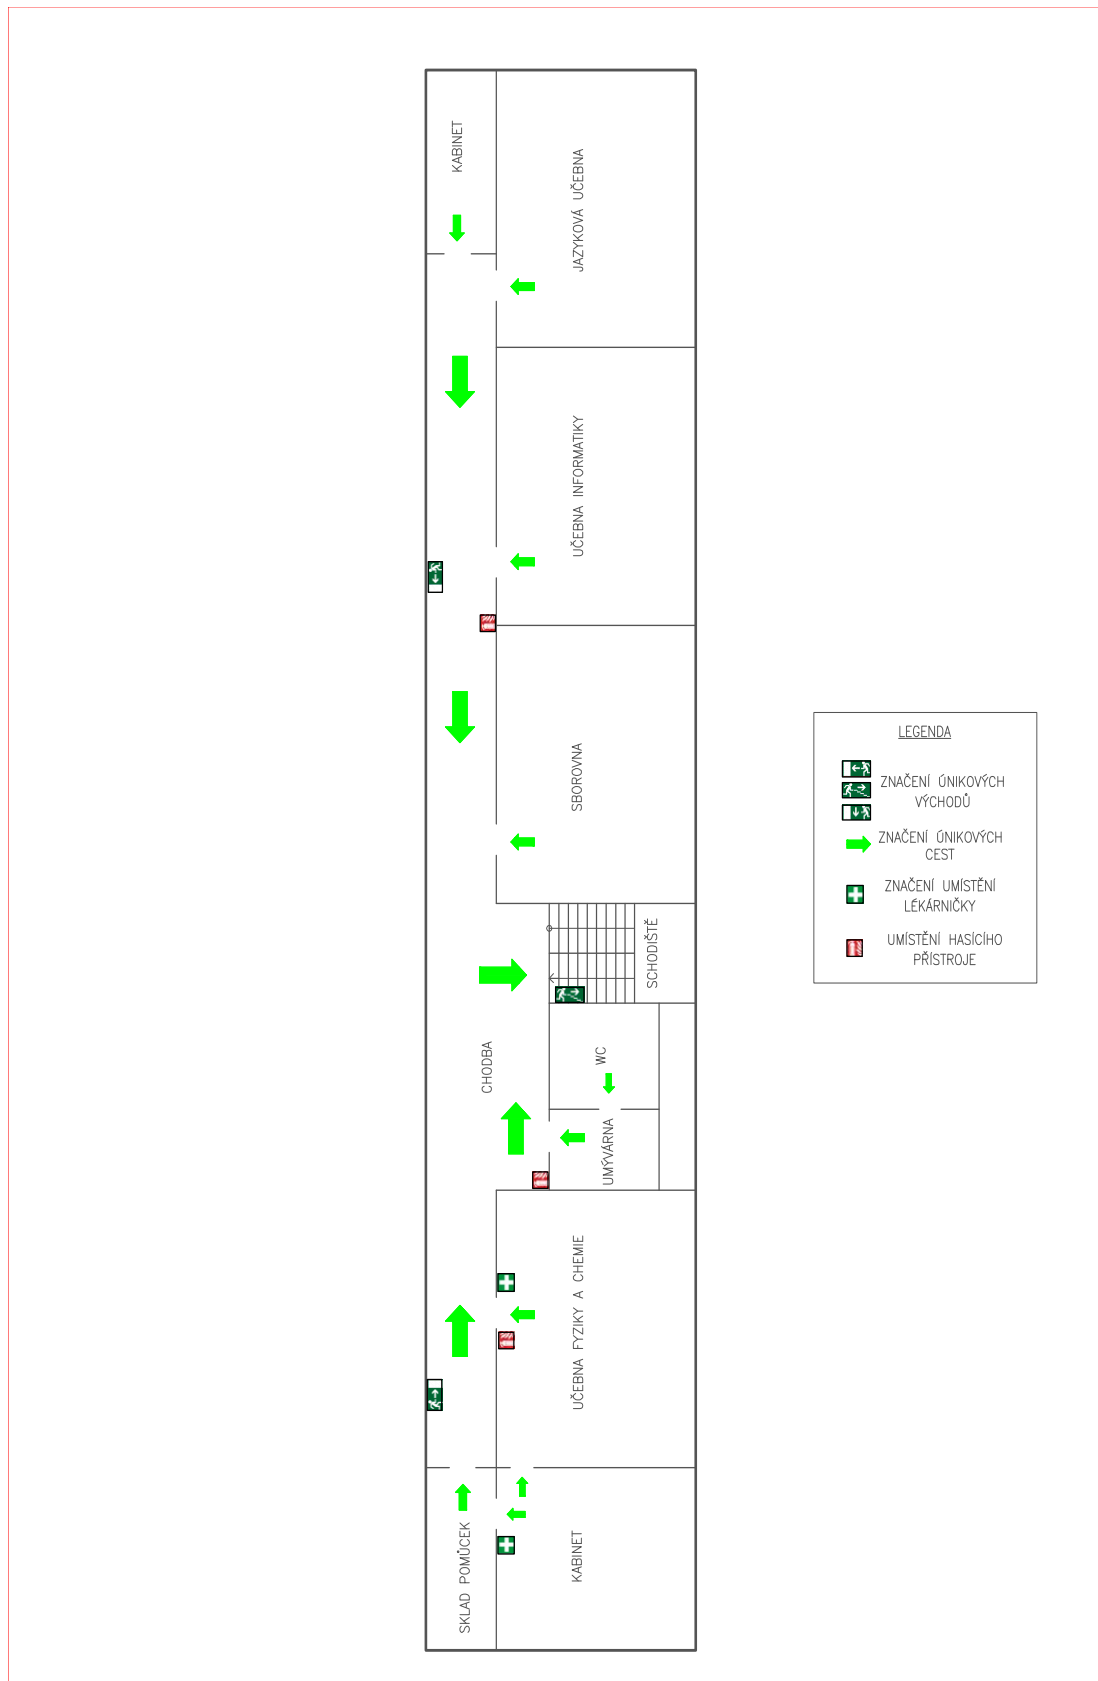 KABINET
JAZYKOVÁ UČEBNA
UČEBNA INFORMATIKY
SBOROVNA
SCHODIŠTĚ
CHODBA
WC
UMÝVÁRNA
UČEBNA FYZIKY A CHEMIE
SKLAD POMŮCEK
KABINET
LEGENDA
ZNAČENÍ ÚNIKOVÝCH
VÝCHODŮ
ZNAČENÍ ÚNIKOVÝCH
CEST
ZNAČENÍ UMÍSTĚNÍ
LÉKÁRNIČKY
UMÍSTĚNÍ HASÍCÍHO
PŘÍSTROJE